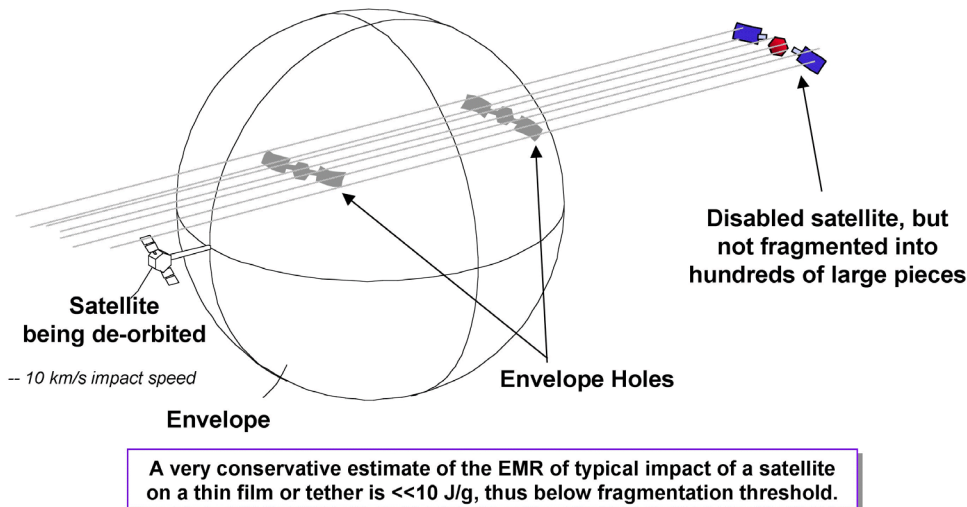 Disabled satellite, but
not fragmented into
hundreds of large pieces
Satellite
being de-orbited
-- 10 km/s impact speed
Envelope Holes
Envelope
A very conservative estimate of the EMR of typical impact of a satellite
on a thin film or tether is <<10 J/g, thus below fragmentation threshold.